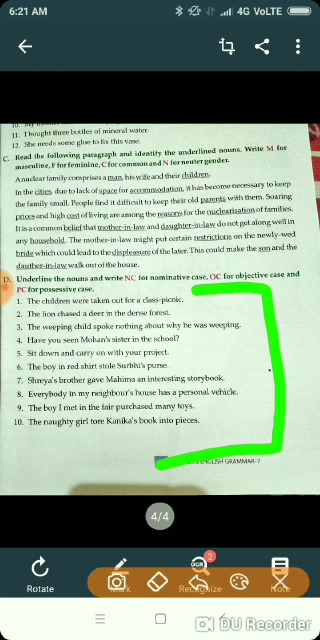 6:21 AM
4G VoLTE
11. I bought three bottles of mineral water.
12. She needs some glue to fix this vase.
C. Read the following paragraph and identify the underlined nouns. Write M for
masculine, F for feminine, C for common and N for neuter gender.
A nuclear family comprises a man, his wife and their children.
In the cities, due to lack of space for accommodation, it has become necessary to keep
the family small. People find it difficult to keep their old parents with them. Soaring
prices and high cost of living are among the reasons for the nuclearisation of families.
It is a common belief that mother-in-law and daughter-in-law do not get along well in
any household. The mother-in-law might put certain restrictions on the newly-wed
bride which could lead to the displeasure of the later. This could make the son and the
dauther-in-law walk out of the house.
D. Underline the nouns and write NC for nominative case, OC for objective case and
PC for possessive case.
1. The children were taken out for a class-picnic.
2. The lion chased a deer in the dense forest.
3. The weeping child spoke nothing about why he was weeping.
4. Have you seen Mohan's sister in the school?
5. Sit down and carry on with your project.
6. The boy in red shirt stole Surbhi's purse.
7. Shreya's brother gave Mahima an interesting storybook.
8. Everybody in my neighbour's house has a personal vehicle.
9. The boy I met in the fair purchased many toys.
10. The naughty girl tore Kanika's book into pieces.
ENGLISH GRAMMAR-7
4/4
OCR
2
Rotate
Mark
Recognize
Note
DU Recorder